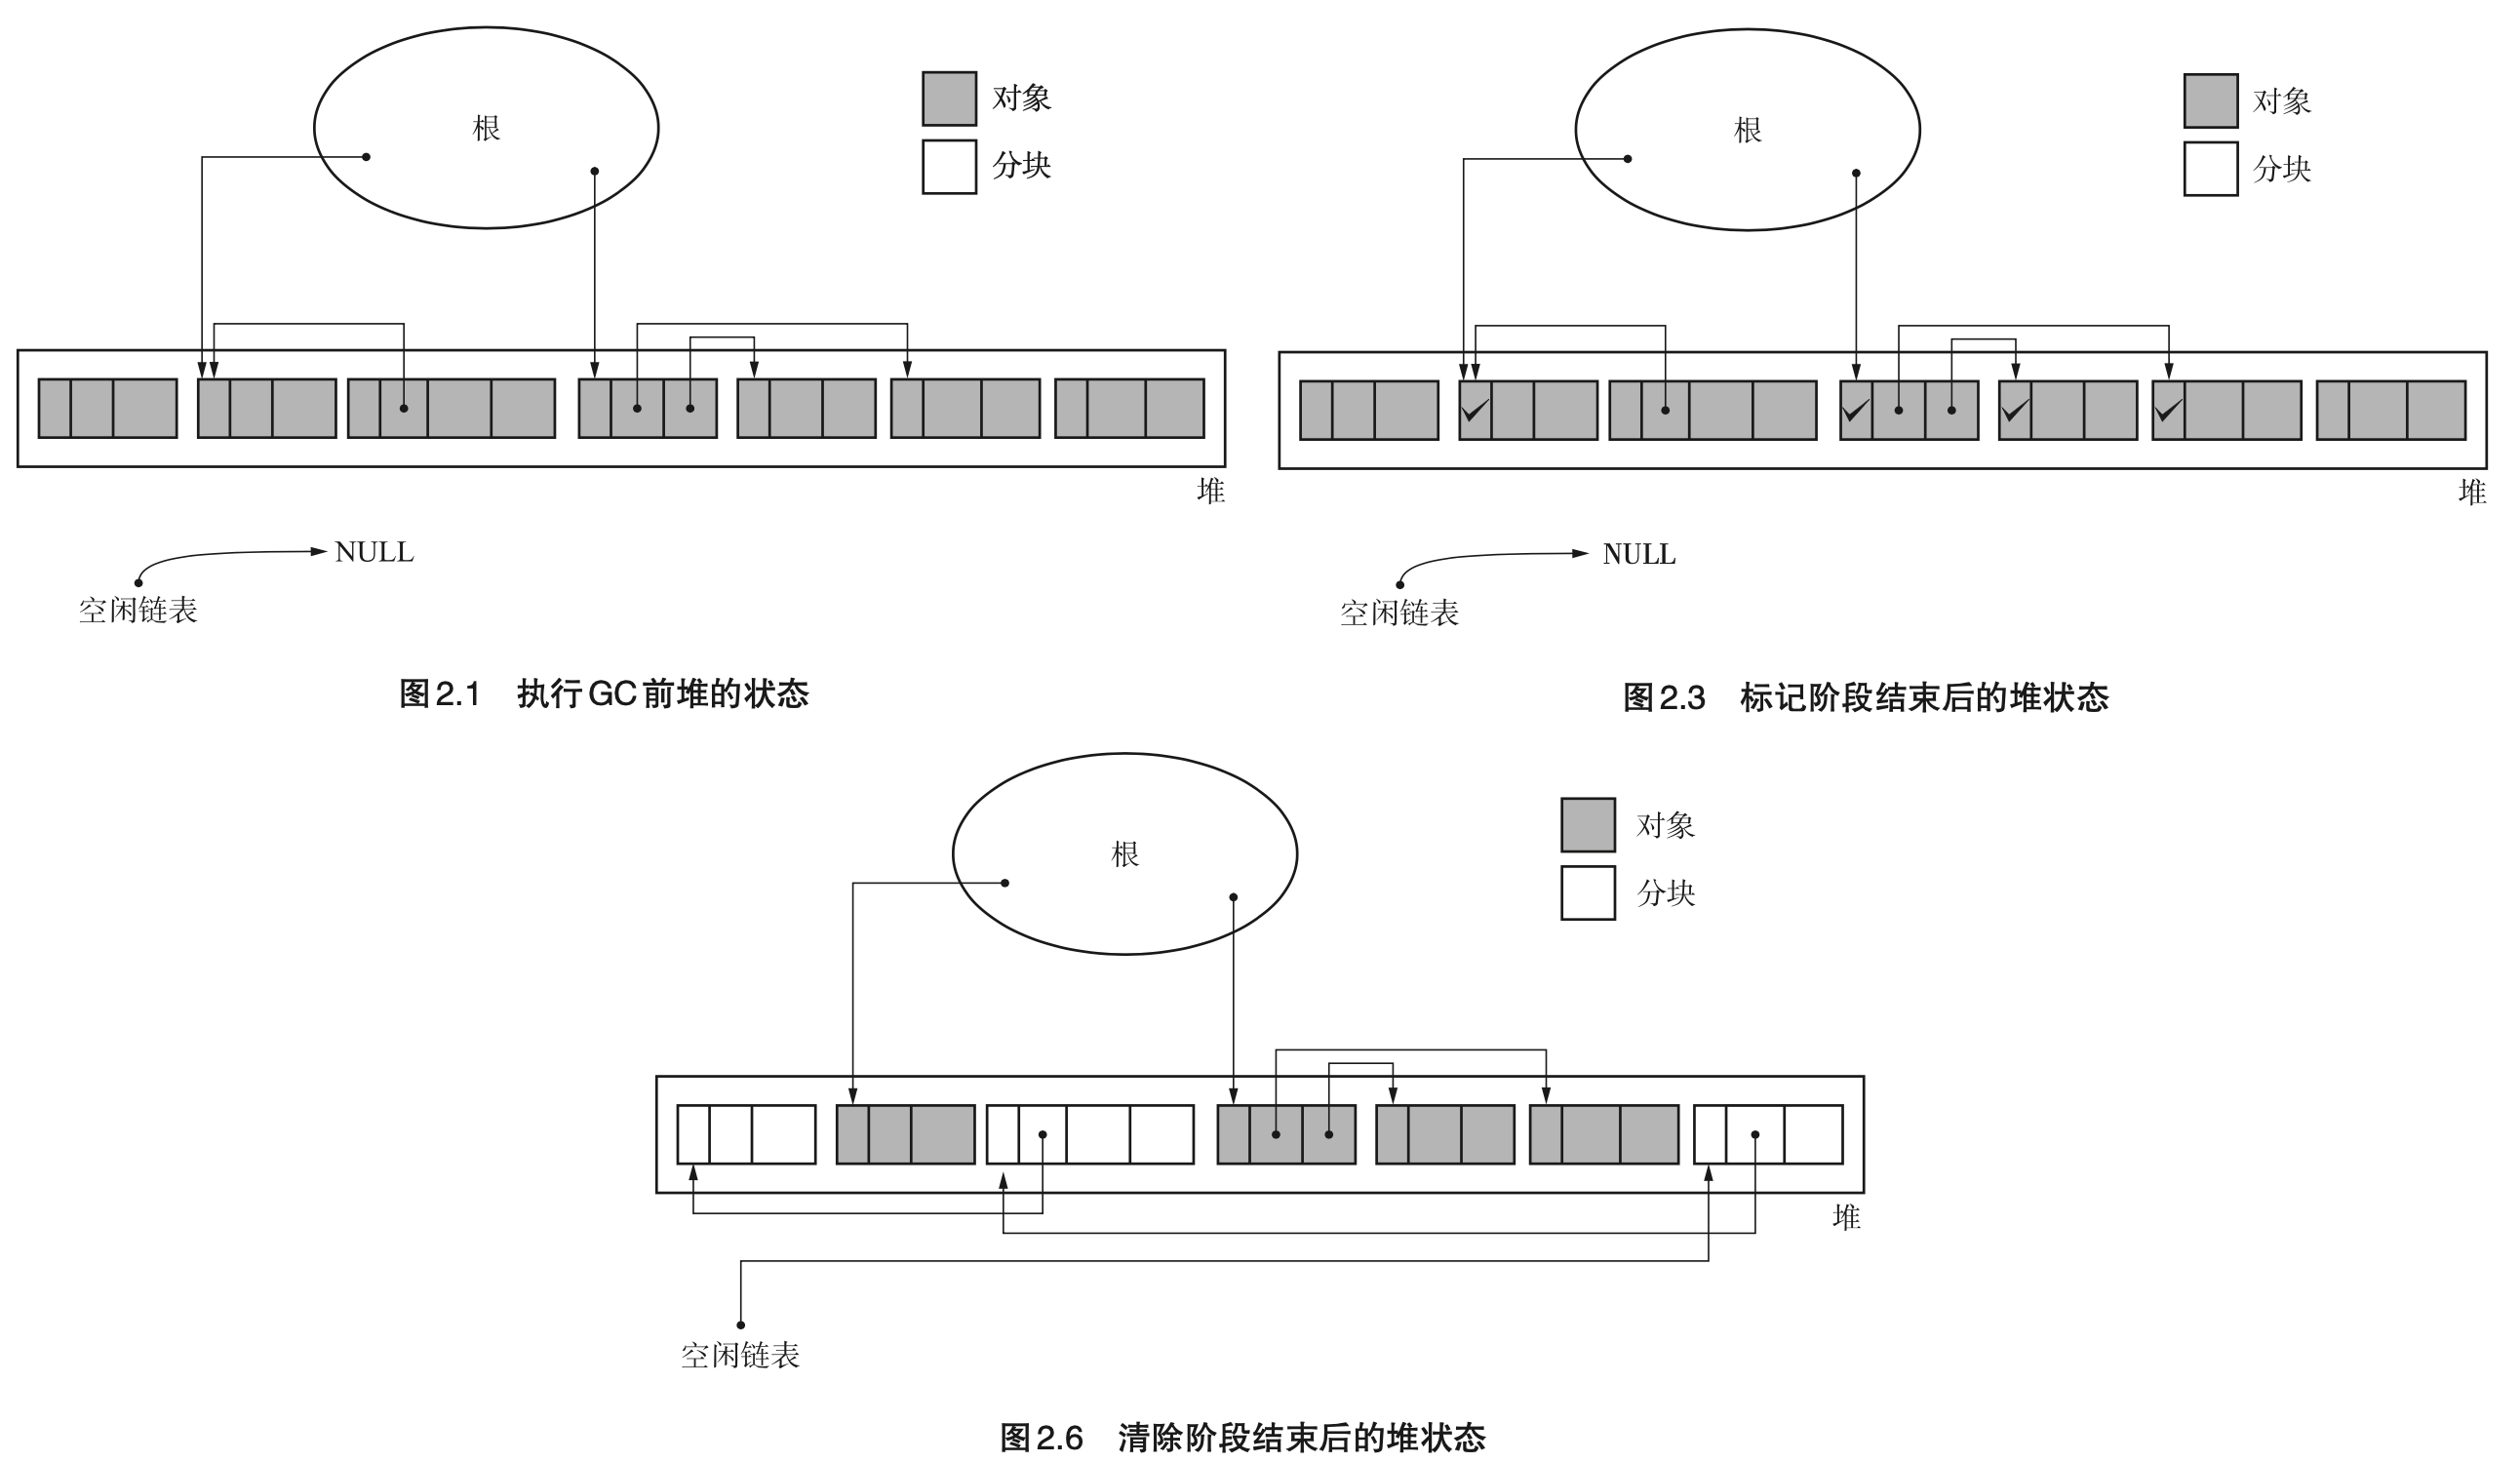 根
对象
分块
堆
NULL
空闲链表
图 2.1 执行 GC 前堆的状态
根
对象
分块
堆
NULL
空闲链表
图 2.3 标记阶段结束后的堆状态
根
对象
分块
堆
空闲链表
图 2.6 清除阶段结束后的堆状态